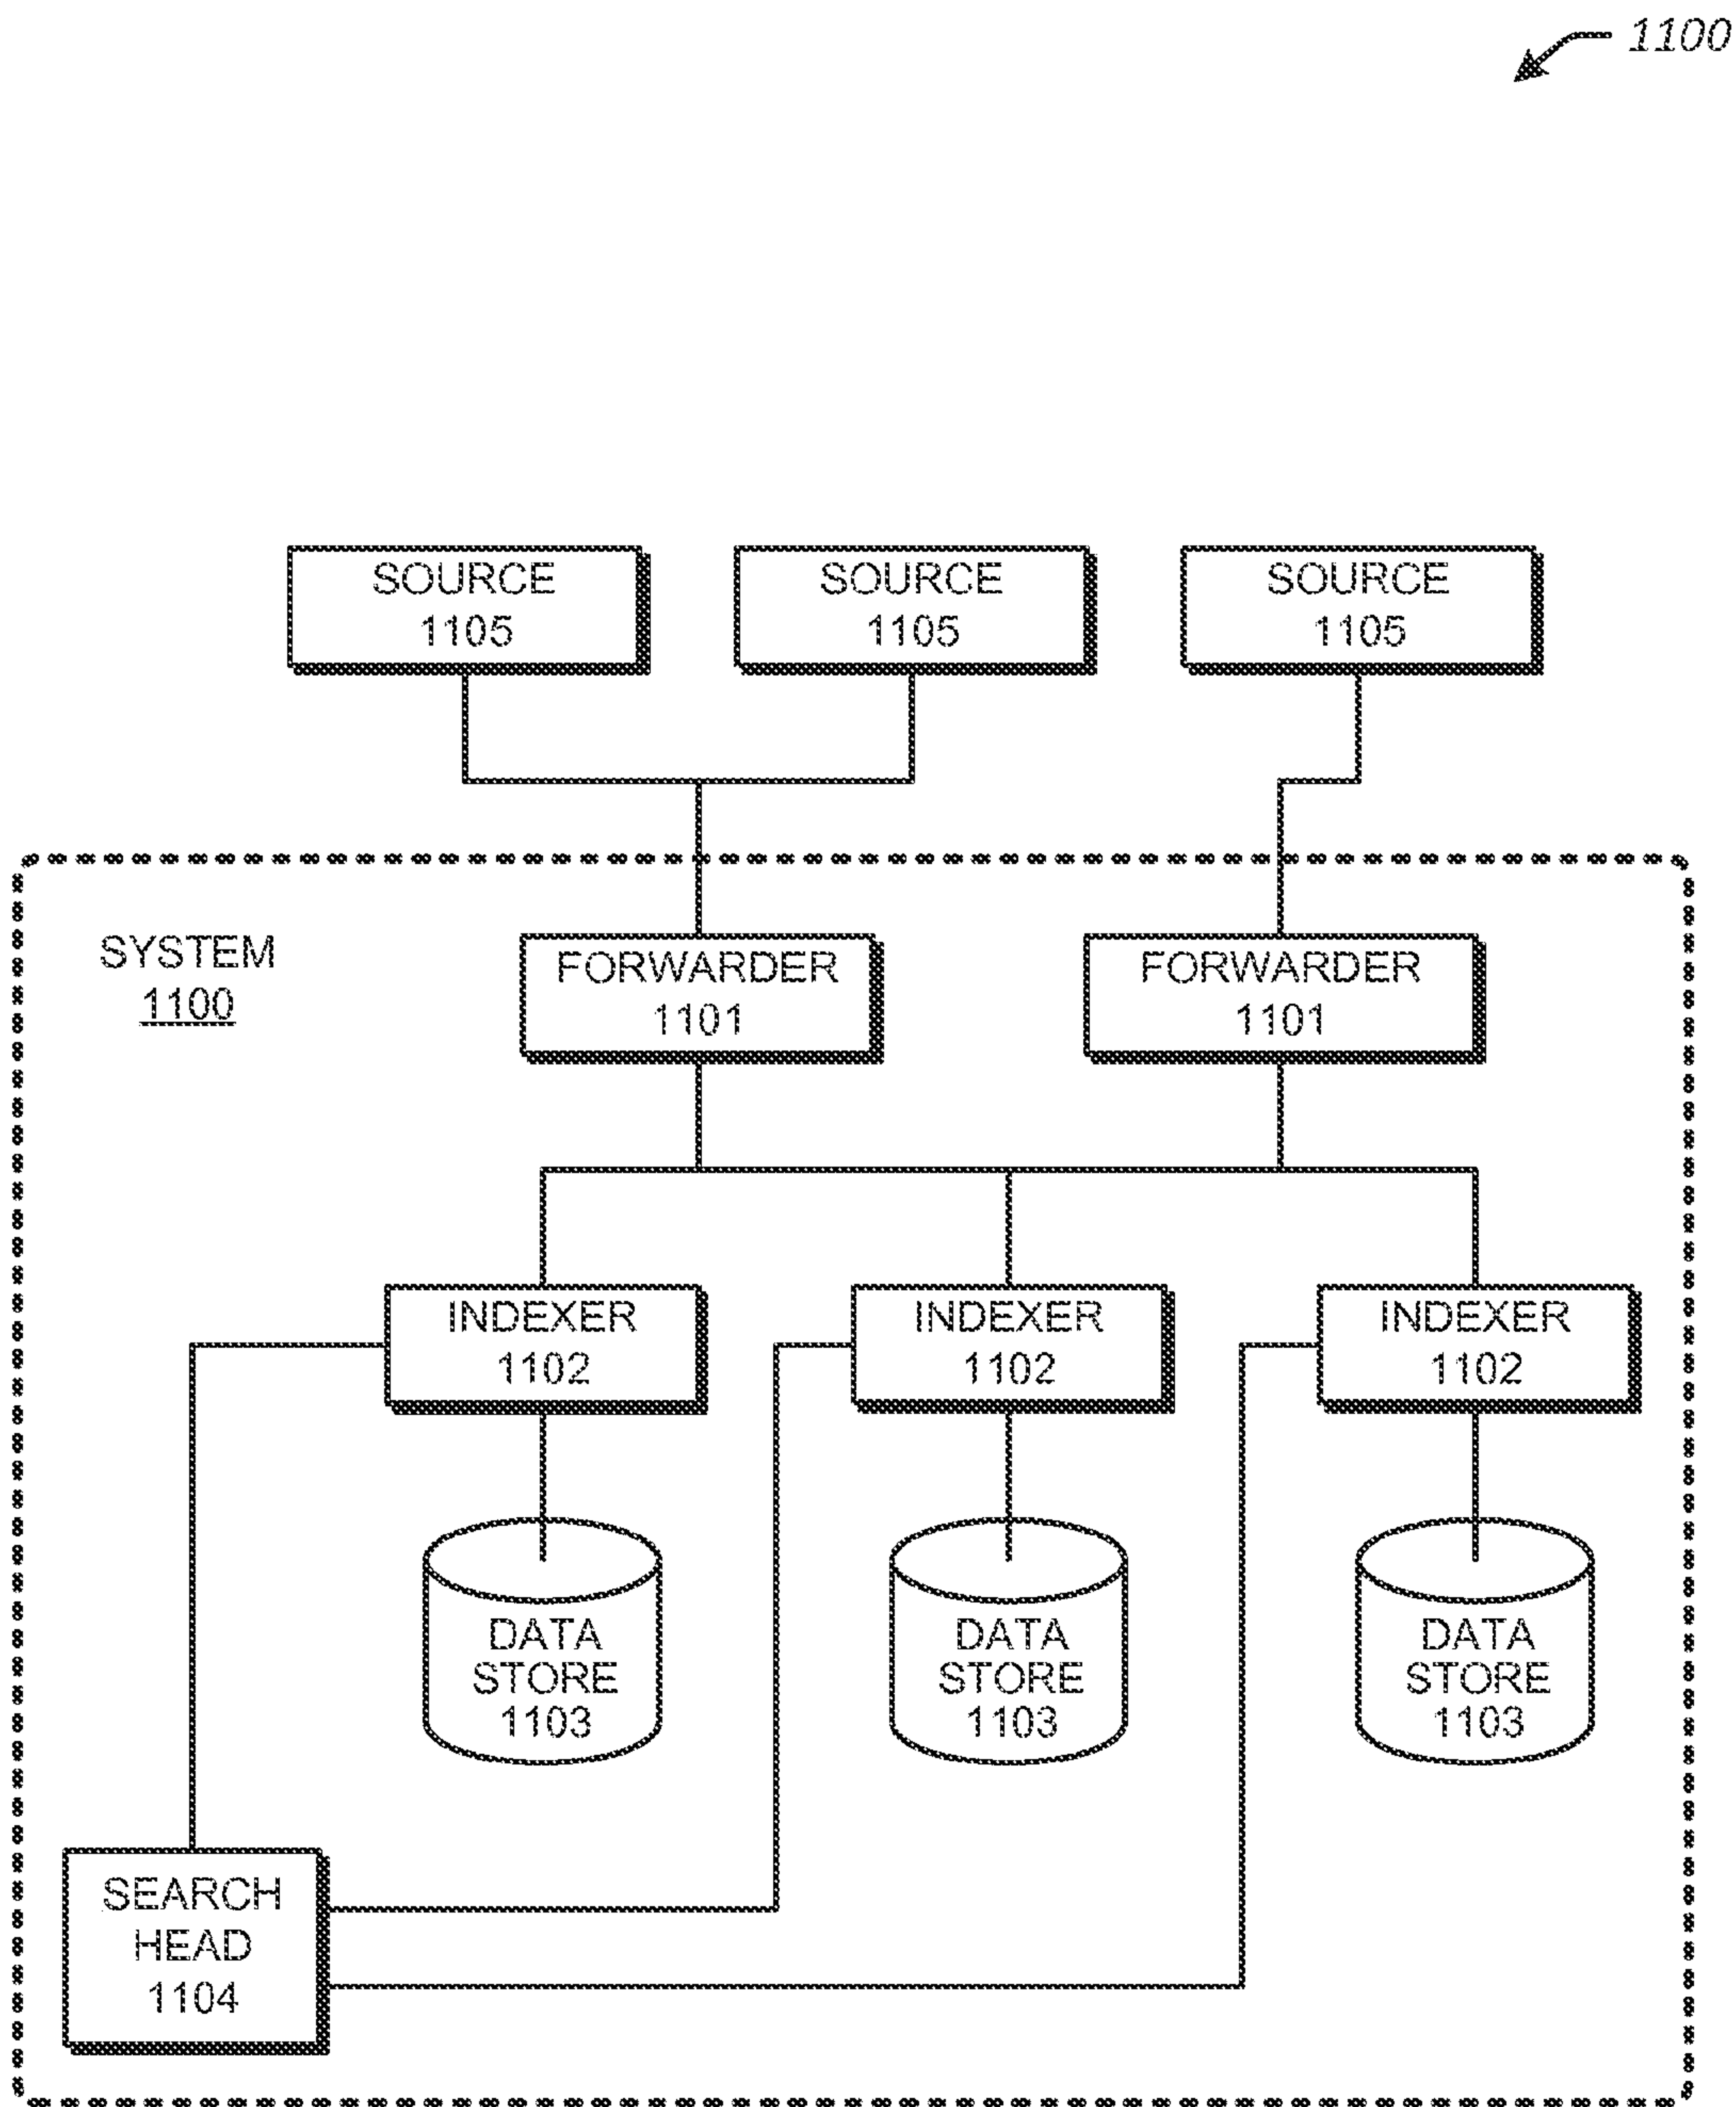 1100
SOURCE
1105
SOURCE
1105
SOURCE
1105
SYSTEM
1100
FORWARDER
1101
FORWARDER
1101
INDEXER
1102
INDEXER
1102
INDEXER
1102
DATA
STORE
1103
DATA
STORE
1103
DATA
STORE
1103
SEARCH
HEAD
1104